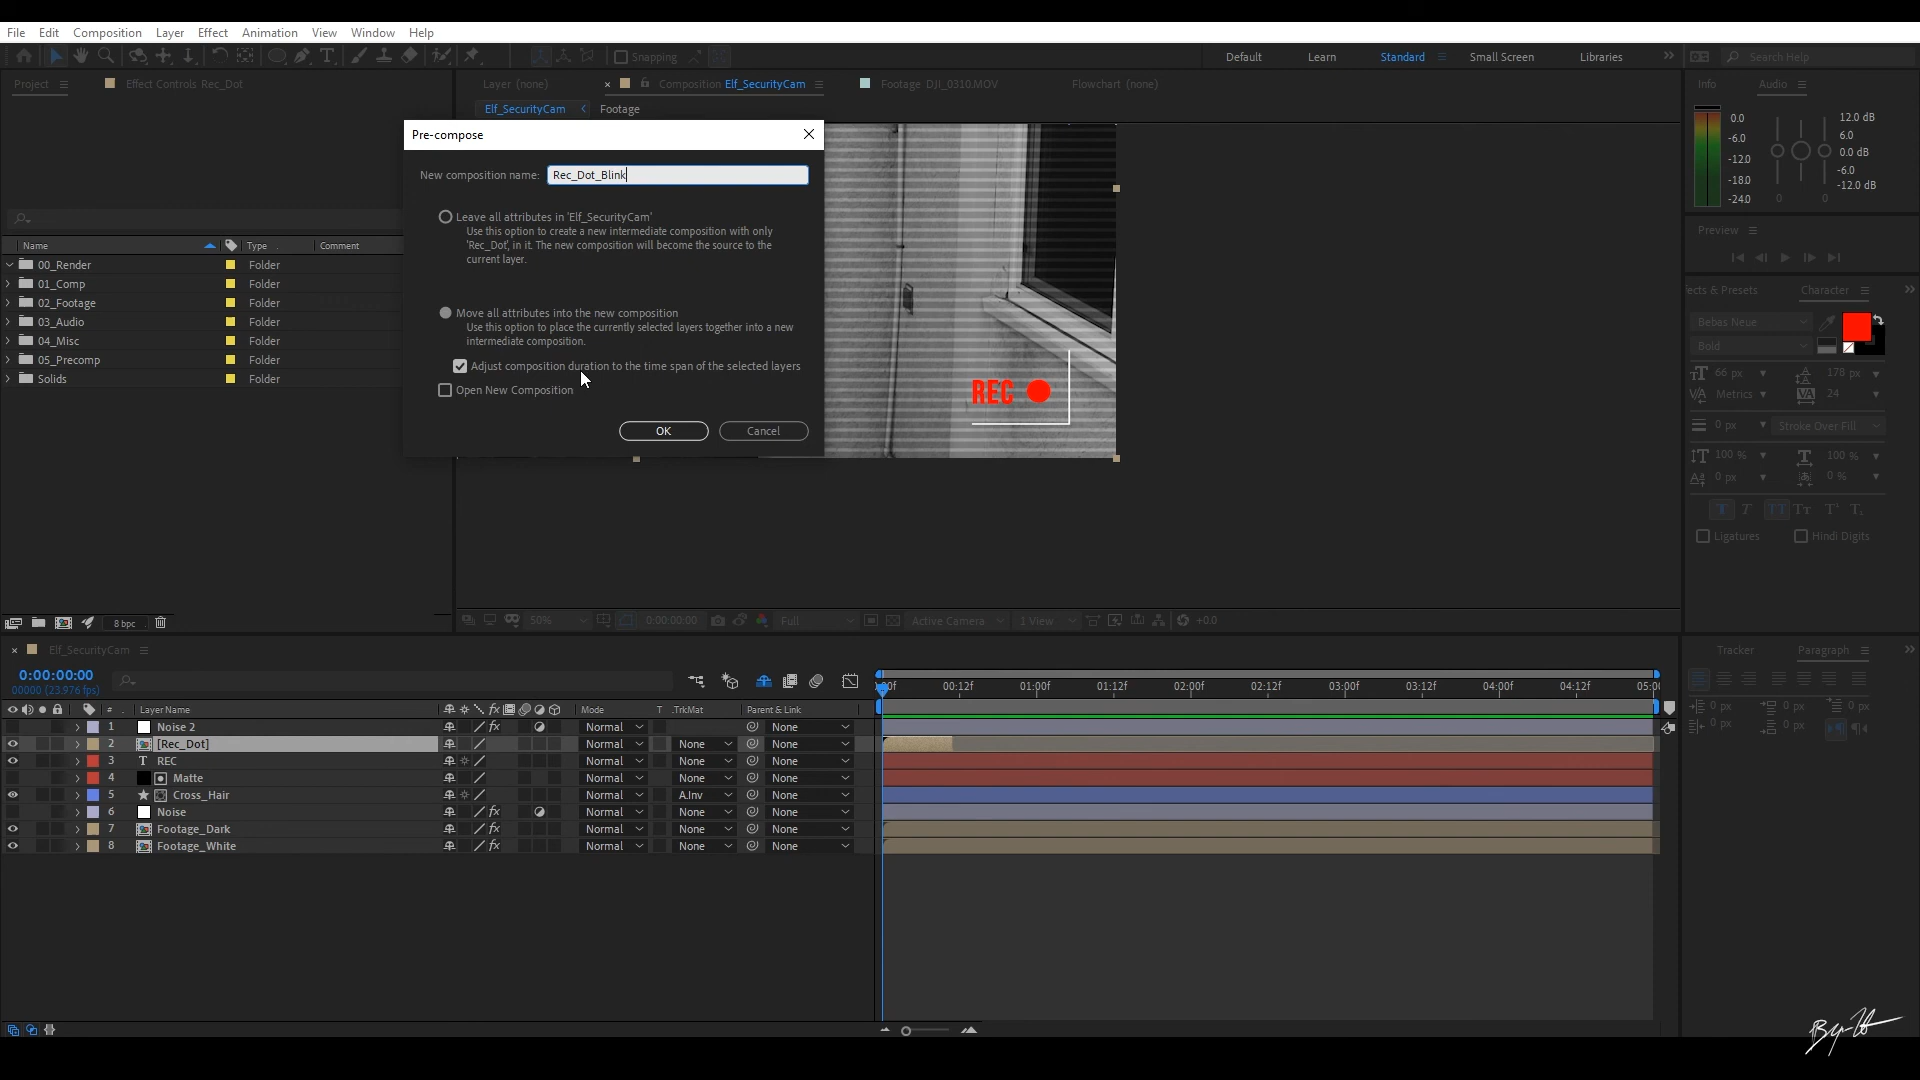 File Edit Composition Layer Effect Animation View Window Help
Snapping
Default Learn Standard Small Screen Libraries Search Help
Project Effect Controls Rec_Dot
Layer (none) Composition Elf_SecurityCam Footage DJI_0310.MOV Flowchart (none)
Elf_SecurityCam Footage
Pre-compose
New composition name: Rec_Dot_Blink
Leave all attributes in 'Elf_SecurityCam'
Use this option to create a new intermediate composition with only
'Rec_Dot', in it. The new composition will become the source to the
current layer.
Move all attributes into the new composition
Use this option to place the currently selected layers together into a new
intermediate composition.
Adjust composition duration to the time span of the selected layers
Open New Composition
OK Cancel
REC
Name Type Comment
00_Render Folder
01_Comp Folder
02_Footage Folder
03_Audio Folder
04_Misc Folder
05_Precomp Folder
Solids Folder
8 bpc
50% 0:00:00:00 Full Active Camera 1 View +0.0
Info Audio
0.0 12.0 dB
-6.0 6.0
-12.0 0.0 dB
-18.0 -6.0
-24.0 -12.0 dB
0 0
Preview
ects & Presets Character
Bebas Neue
Bold
66 px 178 px
Metrics 24
0 px Stroke Over Fill
100 % 100 %
0 px 0 %
Ligatures Hindi Digits
Tracker Paragraph
0 px 0 px 0 px
0 px 0 px
Elf_SecurityCam
0:00:00:00
00000 (23.976 fps)
00:12f 01:00f 01:12f 02:00f 02:12f 03:00f 03:12f 04:00f 04:12f 05:0
# Layer Name Mode T .TrkMat Parent & Link
1 Noise 2 Normal None
2 [Rec_Dot] Normal None None
3 REC Normal None None
4 Matte Normal None None
5 Cross_Hair Normal A.Inv None
6 Noise Normal None None
7 Footage_Dark Normal None None
8 Footage_White Normal None None